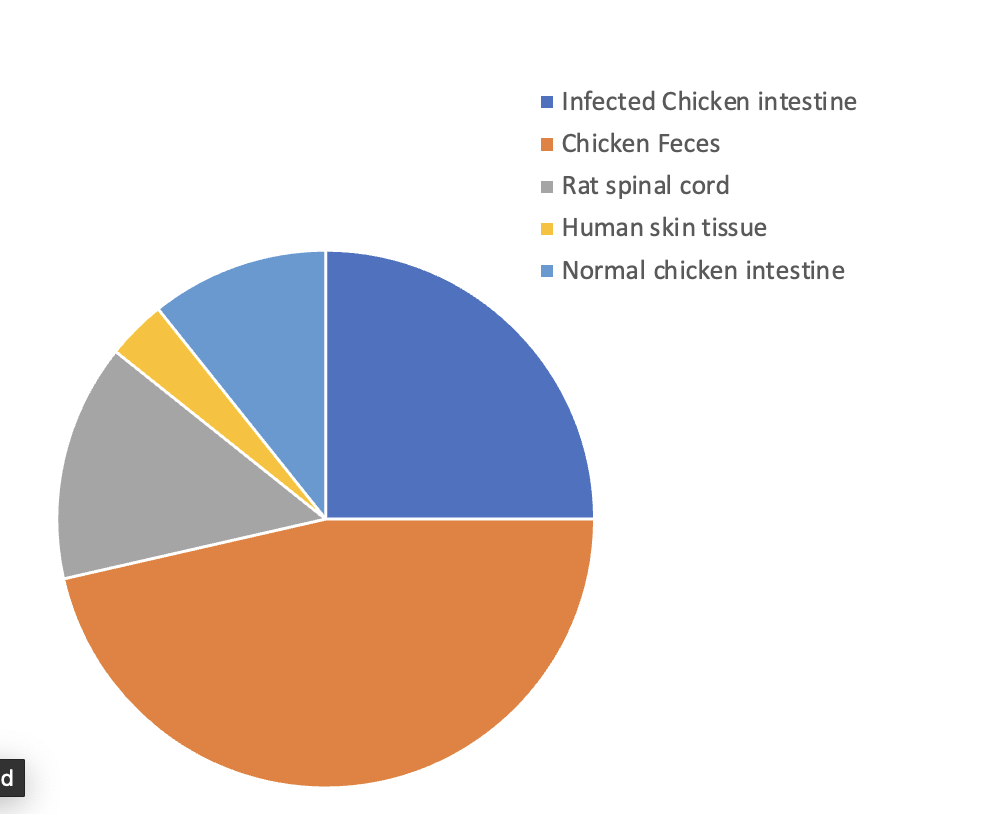 Infected Chicken intestine
Chicken Feces
Rat spinal cord
Human skin tissue
Normal chicken intestine
d